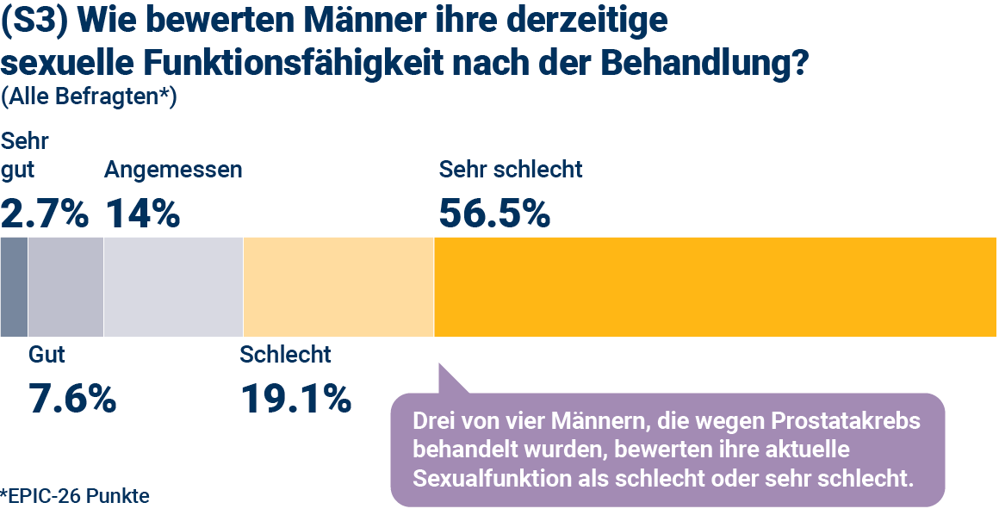 (S3) Wie bewerten Männer ihre derzeitige
sexuelle Funktionsfähigkeit nach der Behandlung?
(Alle Befragten*)
Sehr
gut
2.7%
Angemessen
14%
Sehr schlecht
56.5%
Gut
7.6%
Schlecht
19.1%
Drei von vier Männern, die wegen Prostatakrebs
behandelt wurden, bewerten ihre aktuelle
Sexualfunktion als schlecht oder sehr schlecht.
*EPIC-26 Punkte